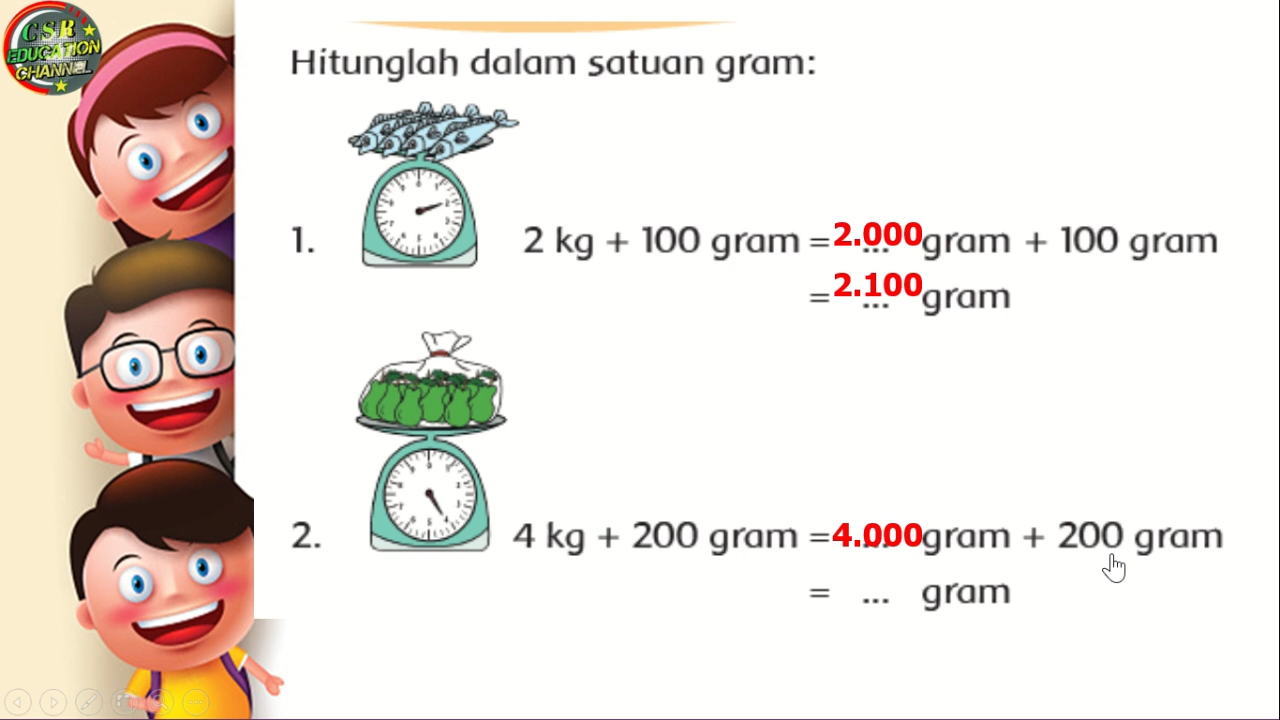 CSR
EDUCATION
CHANNEL
Hitunglah dalam satuan gram:
1. 2 kg + 100 gram = 2.000 gram + 100 gram
= 2.100 gram
2. 4 kg + 200 gram = 4.000 gram + 200 gram
= ... gram